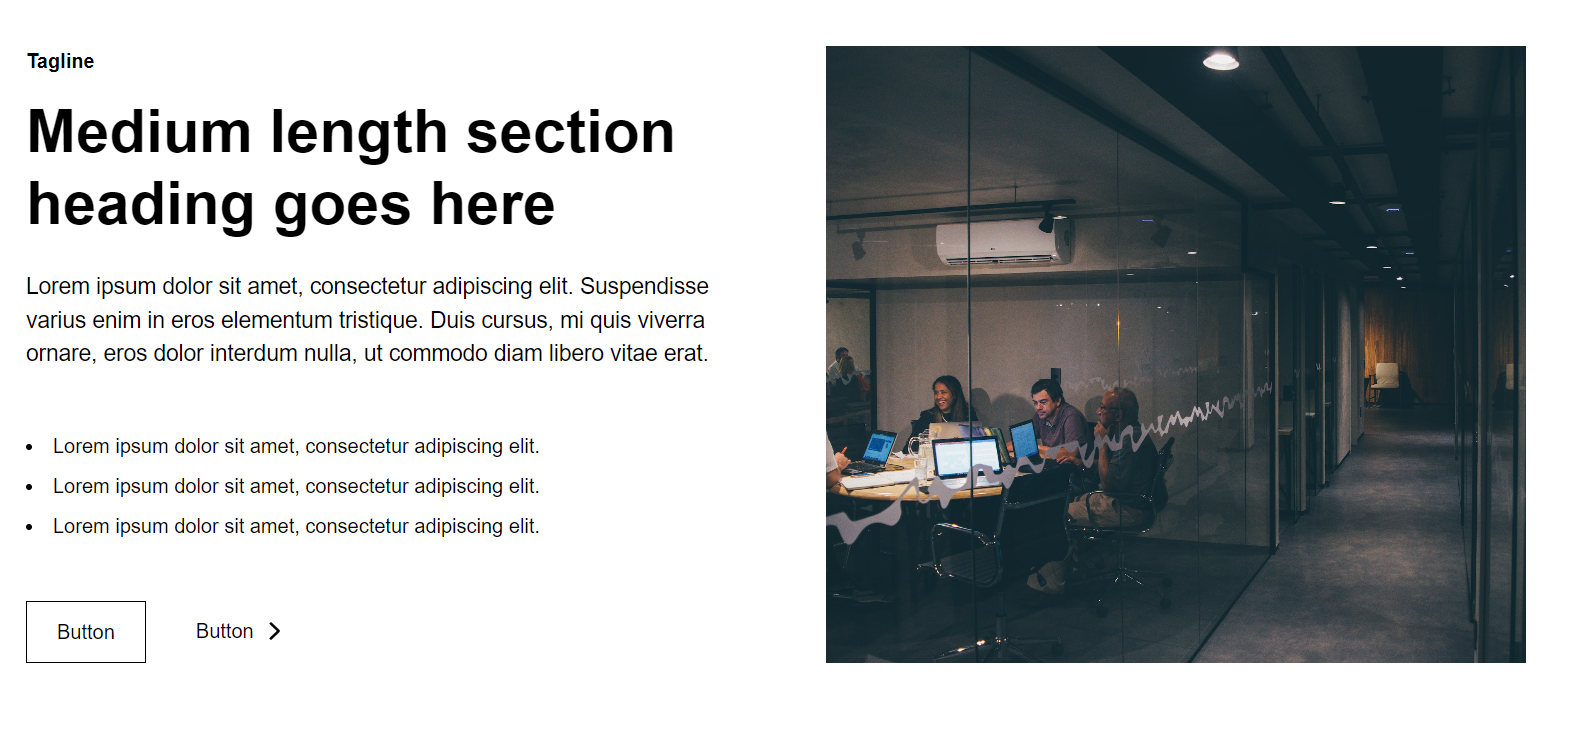 Tagline
Medium length section
heading goes here
Lorem ipsum dolor sit amet, consectetur adipiscing elit. Suspendisse
varius enim in eros elementum tristique. Duis cursus, mi quis viverra
ornare, eros dolor interdum nulla, ut commodo diam libero vitae erat.
Lorem ipsum dolor sit amet, consectetur adipiscing elit.
Lorem ipsum dolor sit amet, consectetur adipiscing elit.
Lorem ipsum dolor sit amet, consectetur adipiscing elit.
Button
Button